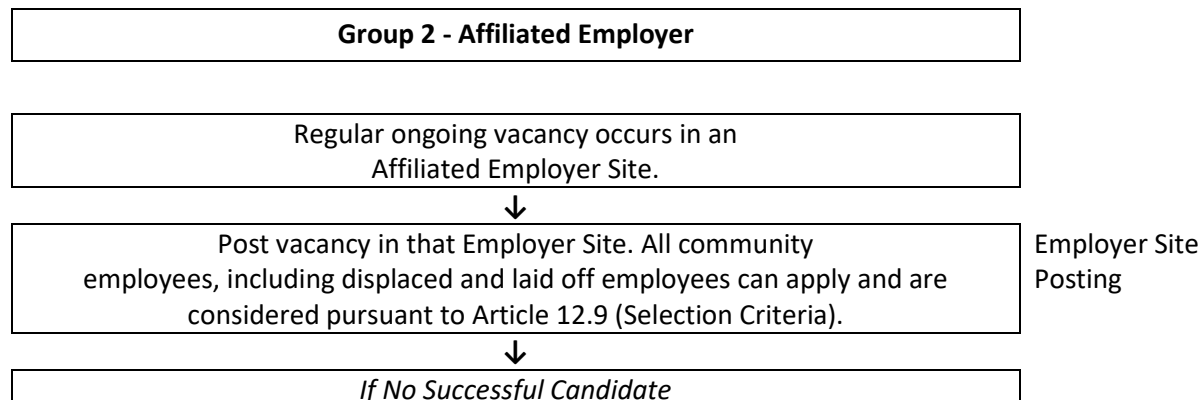 Group 2 - Affiliated Employer
Regular ongoing vacancy occurs in an
Affiliated Employer Site.
↓
Post vacancy in that Employer Site. All community
employees, including displaced and laid off employees can apply and are
considered pursuant to Article 12.9 (Selection Criteria).
Employer Site
Posting
↓
If No Successful Candidate